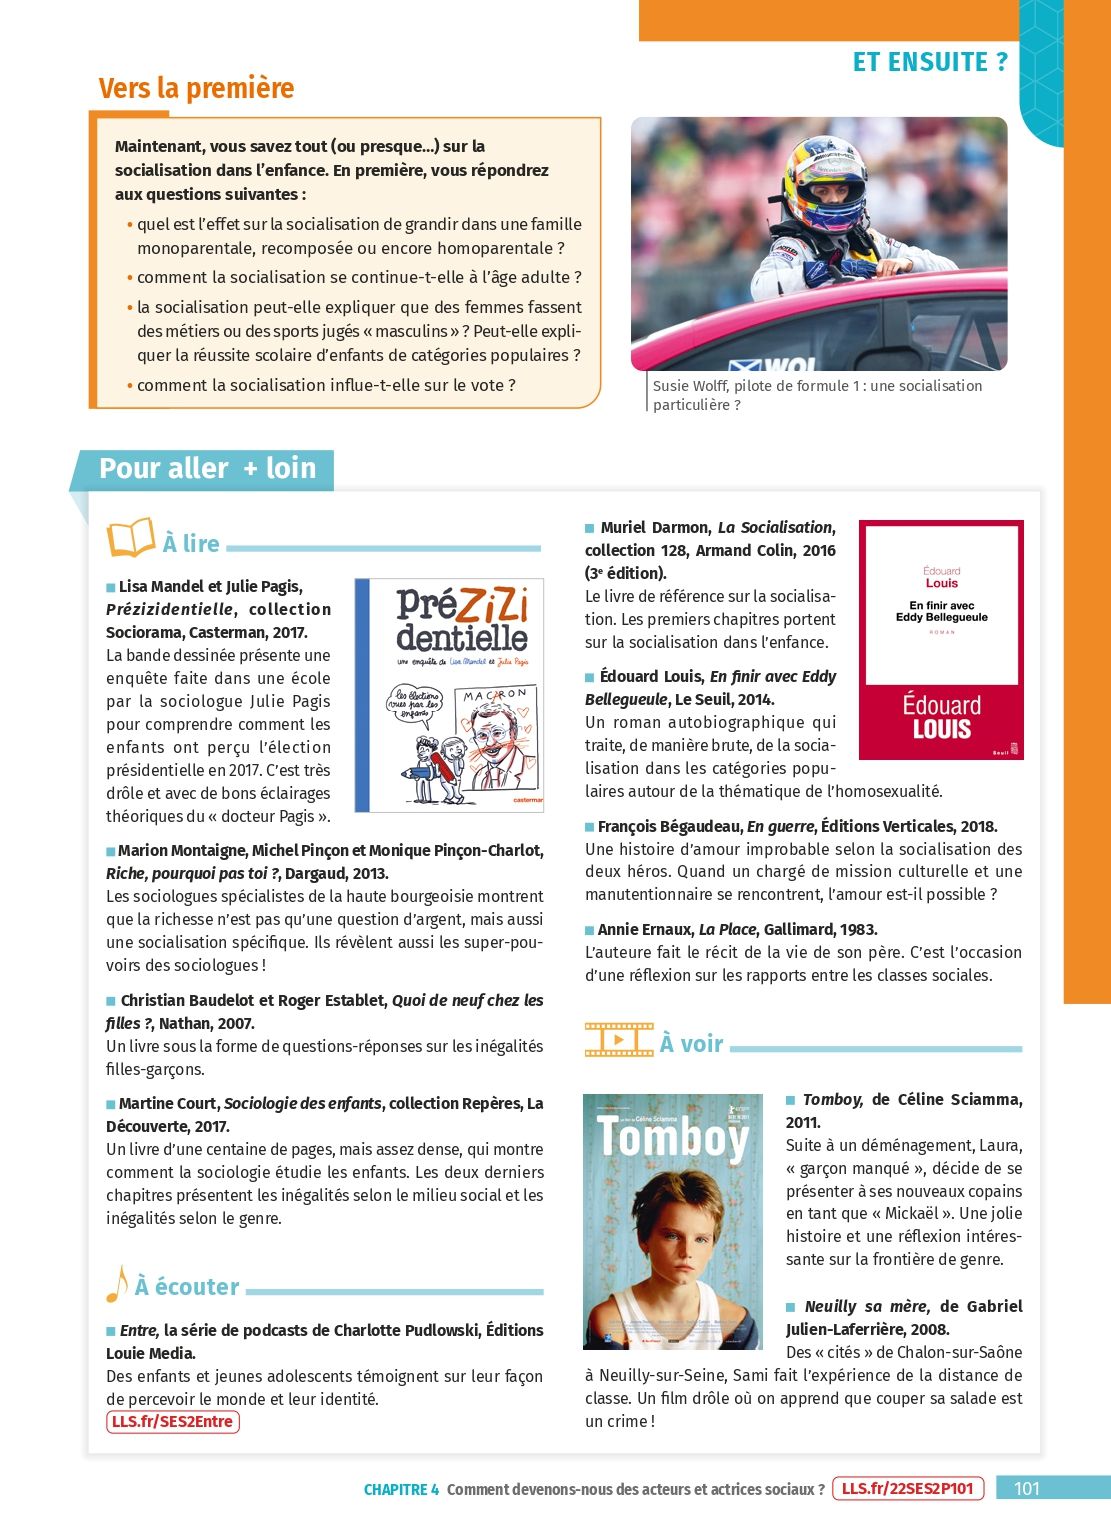 ET ENSUITE ?
Vers la première
Maintenant, vous savez tout (ou presque…) sur la
socialisation dans l’enfance. En première, vous répondrez
aux questions suivantes :
• quel est l’effet sur la socialisation de grandir dans une famille
monoparentale, recomposée ou encore homoparentale ?
• comment la socialisation se continue-t-elle à l’âge adulte ?
• la socialisation peut-elle expliquer que des femmes fassent
des métiers ou des sports jugés « masculins » ? Peut-elle expli-
quer la réussite scolaire d’enfants de catégories populaires ?
• comment la socialisation influe-t-elle sur le vote ?
WOL
Susie Wolff, pilote de formule 1 : une socialisation
particulière ?
Pour aller + loin
À lire
Lisa Mandel et Julie Pagis,
Prézizidentielle, collection
Sociorama, Casterman, 2017.
La bande dessinée présente une
enquête faite dans une école
par la sociologue Julie Pagis
pour comprendre comment les
enfants ont perçu l’élection
présidentielle en 2017. C’est très
drôle et avec de bons éclairages
théoriques du « docteur Pagis ».
préZiZi
dentielle
une enquête de Lisa Mandel et Julie Pagis
les élections
vues par les
enfants
MACRON
casterman
Marion Montaigne, Michel Pinçon et Monique Pinçon-Charlot,
Riche, pourquoi pas toi ?, Dargaud, 2013.
Les sociologues spécialistes de la haute bourgeoisie montrent
que la richesse n’est pas qu’une question d’argent, mais aussi
une socialisation spécifique. Ils révèlent aussi les super-pou-
voirs des sociologues !
Christian Baudelot et Roger Establet, Quoi de neuf chez les
filles ?, Nathan, 2007.
Un livre sous la forme de questions-réponses sur les inégalités
filles-garçons.
Martine Court, Sociologie des enfants, collection Repères, La
Découverte, 2017.
Un livre d’une centaine de pages, mais assez dense, qui montre
comment la sociologie étudie les enfants. Les deux derniers
chapitres présentent les inégalités selon le milieu social et les
inégalités selon le genre.
À écouter
Entre, la série de podcasts de Charlotte Pudlowski, Éditions
Louie Media.
Des enfants et jeunes adolescents témoignent sur leur façon
de percevoir le monde et leur identité.
LLS.fr/SES2Entre
Muriel Darmon, La Socialisation,
collection 128, Armand Colin, 2016
(3e édition).
Le livre de référence sur la socialisa-
tion. Les premiers chapitres portent
sur la socialisation dans l’enfance.
Édouard Louis, En finir avec Eddy
Bellegueule, Le Seuil, 2014.
Un roman autobiographique qui
traite, de manière brute, de la socia-
lisation dans les catégories popu-
laires autour de la thématique de l’homosexualité.
Édouard
Louis
En finir avec
Eddy Bellegueule
ROMAN
Édouard
LOUIS
Seuil
François Bégaudeau, En guerre, Éditions Verticales, 2018.
Une histoire d’amour improbable selon la socialisation des
deux héros. Quand un chargé de mission culturelle et une
manutentionnaire se rencontrent, l’amour est-il possible ?
Annie Ernaux, La Place, Gallimard, 1983.
L’auteure fait le récit de la vie de son père. C’est l’occasion
d’une réflexion sur les rapports entre les classes sociales.
À voir
Céline Sciamma
Tomboy
Tomboy, de Céline Sciamma,
2011.
Suite à un déménagement, Laura,
« garçon manqué », décide de se
présenter à ses nouveaux copains
en tant que « Mickaël ». Une jolie
histoire et une réflexion intéres-
sante sur la frontière de genre.
Neuilly sa mère, de Gabriel
Julien-Laferrière, 2008.
Des « cités » de Chalon-sur-Saône
à Neuilly-sur-Seine, Sami fait l’expérience de la distance de
classe. Un film drôle où on apprend que couper sa salade est
un crime !
CHAPITRE 4 Comment devenons-nous des acteurs et actrices sociaux ? LLS.fr/22SES2P101 101